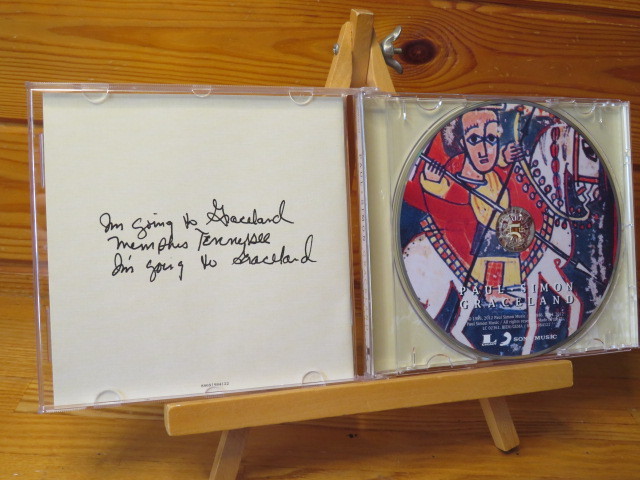 I'm going to Graceland
Memphis Tennessee
I'm going to Graceland
PAUL SIMON
GRACELAND
SONY MUSIC